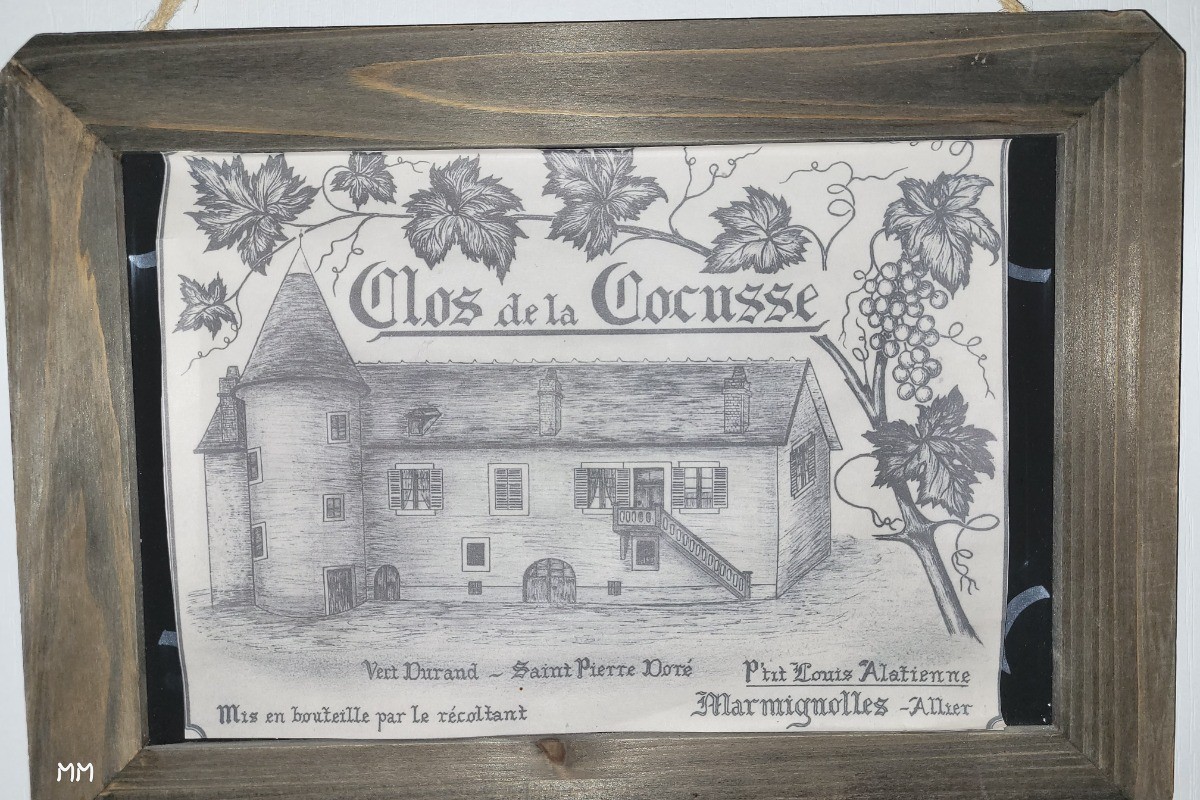 Clos de la Cocusse
Vert Durand - Saint Pierre Doré
P'tit Louis Alatienne
Mis en bouteille par le récoltant
Marmignolles - Allier
MM